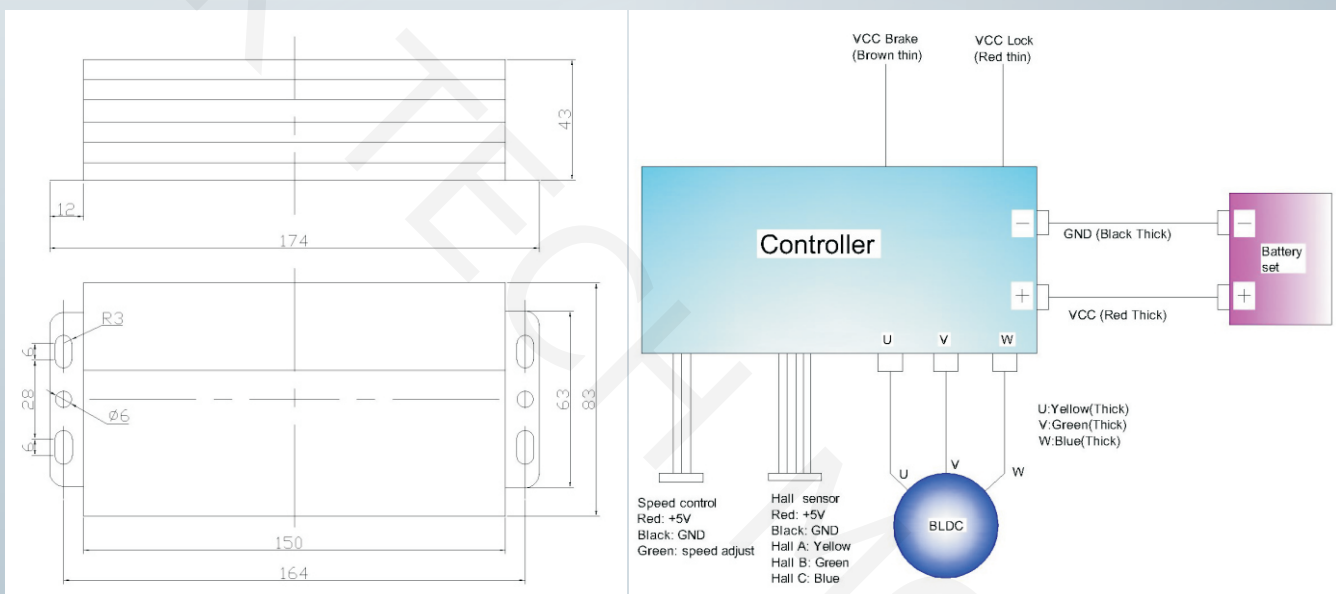 43
12
174
R3
6
28
Ø6
6
63
83
150
164
VCC Brake
(Brown thin)
VCC Lock
(Red thin)
Controller
−
+
GND (Black Thick)
VCC (Red Thick)
−
Battery
set
+
U
V
W
U:Yellow(Thick)
V:Green(Thick)
W:Blue(Thick)
U
V
W
BLDC
Speed control
Red: +5V
Black: GND
Green: speed adjust
Hall sensor
Red: +5V
Black: GND
Hall A: Yellow
Hall B: Green
Hall C: Blue
TECH